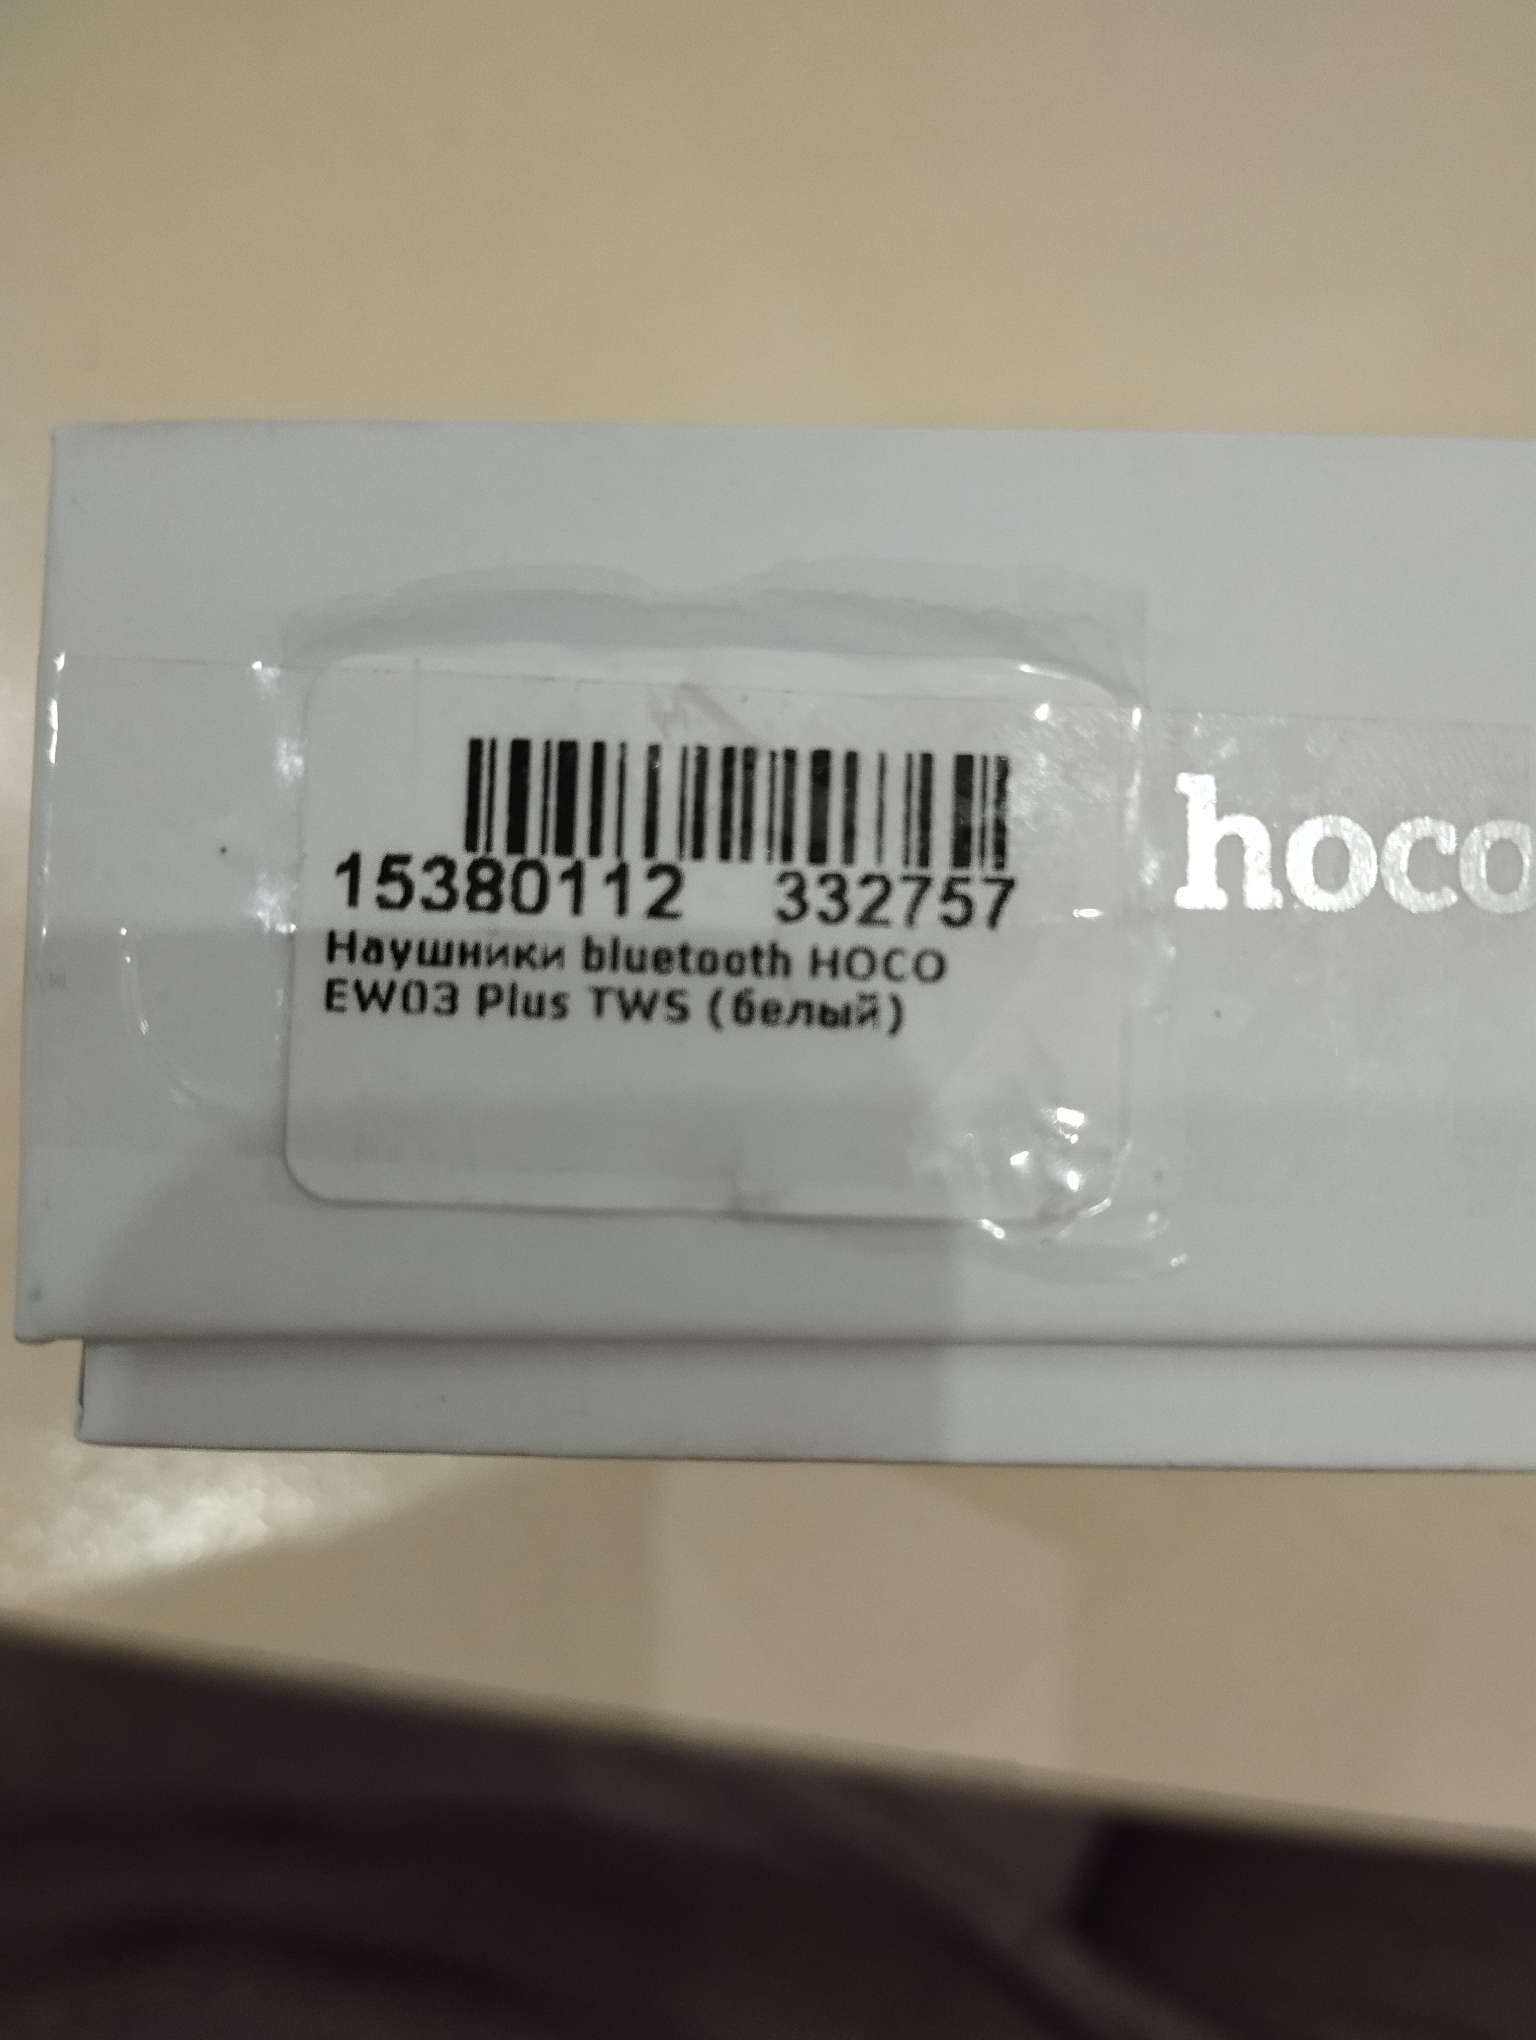 15380112 332757
Наушники bluetooth HOCO
EW03 Plus TWS (белый)
hoco